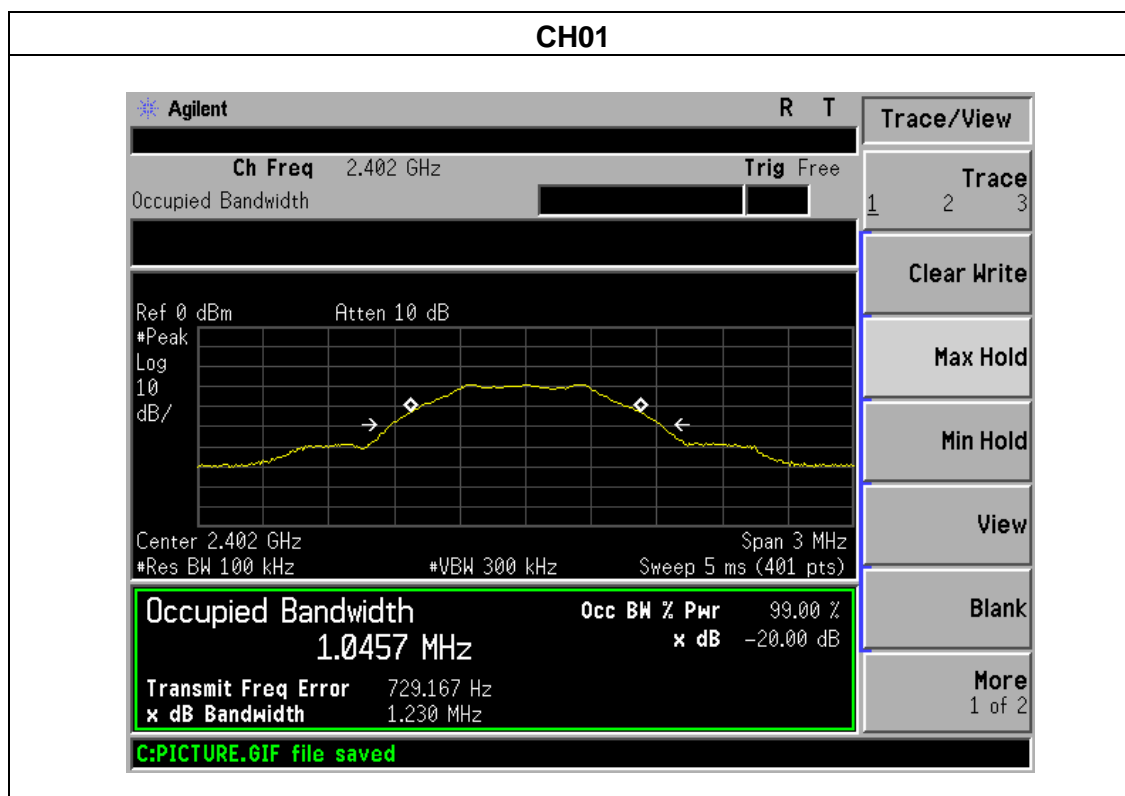 CH01
Agilent R T
Ch Freq 2.402 GHz Trig Free
Occupied Bandwidth
Ref 0 dBm Atten 10 dB
#Peak
Log
10
dB/
Center 2.402 GHz Span 3 MHz
#Res BW 100 kHz #VBW 300 kHz Sweep 5 ms (401 pts)
Occupied Bandwidth Occ BW % Pwr 99.00 %
1.0457 MHz x dB -20.00 dB
Transmit Freq Error 729.167 Hz
x dB Bandwidth 1.230 MHz
C:PICTURE.GIF file saved
Trace/View
Trace
1 2 3
Clear Write
Max Hold
Min Hold
View
Blank
More
1 of 2